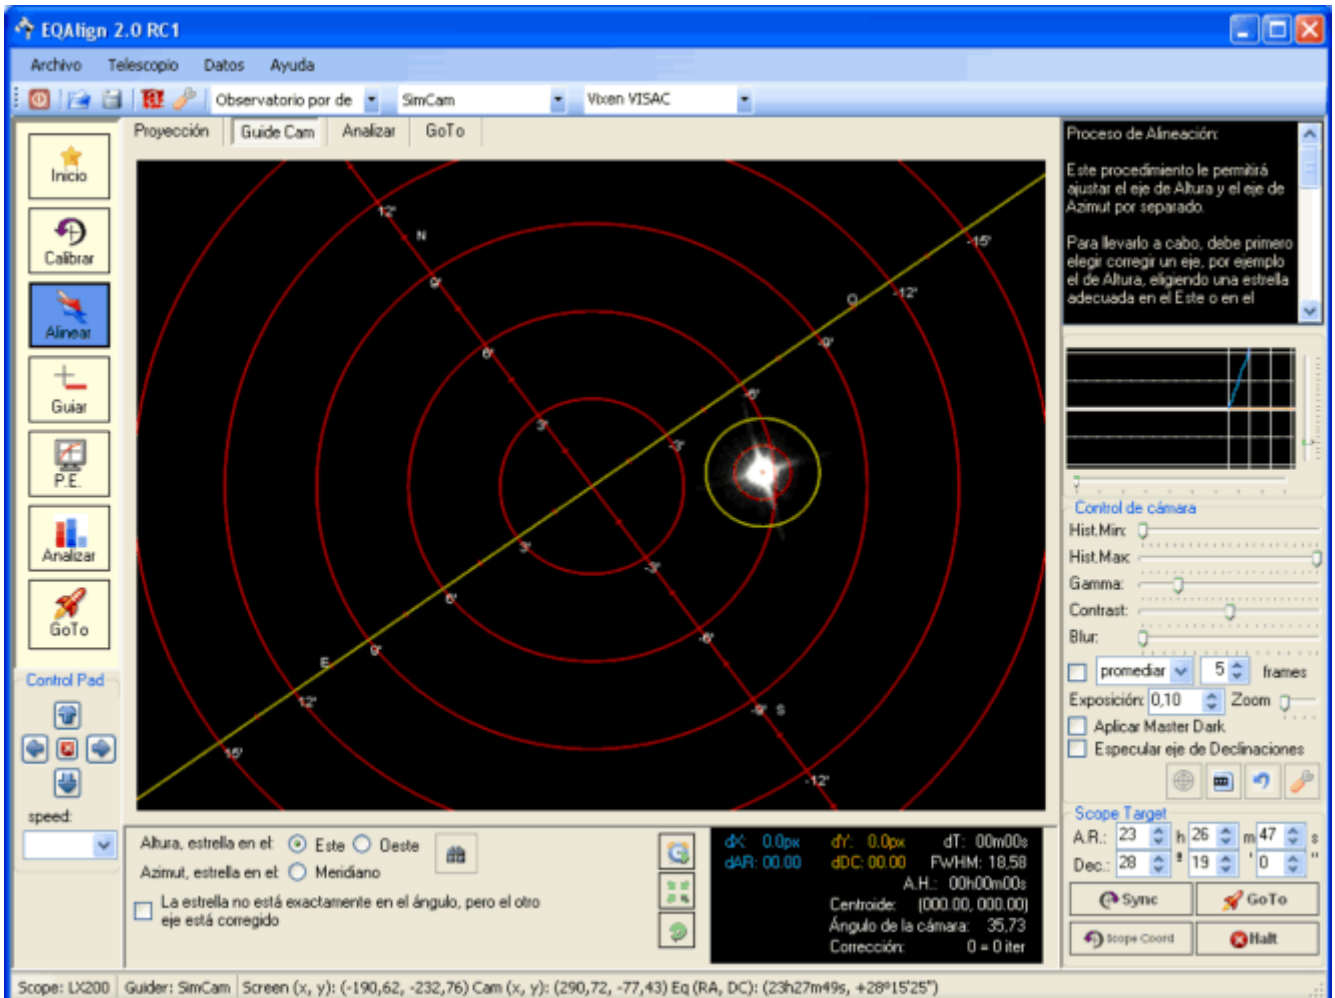 EQAlign 2.0 RC1
Archivo Telescopio Datos Ayuda
Observatorio por de SimCam Vixen VISAC
Proyección Guide Cam Analizar GoTo
Inicio
Calibrar
Alinear
Guiar
P.E.
Analizar
GoTo
Control Pad
speed:
12'
N
9'
6'
3'
-3'
-6'
-9'
O
-12'
-15'
3'
6'
9'
E
12'
15'
-3'
-6'
-9' S
-12'
Proceso de Alineación:
Este procedimiento le permitirá
ajustar el eje de Altura y el eje de
Azimut por separado.
Para llevarlo a cabo, debe primero
elegir corregir un eje, por ejemplo
el de Altura, eligiendo una estrella
adecuada en el Este o en el
Control de cámara
Hist.Min:
Hist.Max:
Gamma:
Contrast:
Blur:
promediar 5 frames
Exposición: 0,10 Zoom
Aplicar Master Dark
Especular eje de Declinaciones
Scope Target
A.R.: 23 h 26 m 47 s
Dec.: 28 º 19 ' 0 "
Sync GoTo
Scope Coord Halt
Altura, estrella en el: Este Oeste
Azimut, estrella en el: Meridiano
La estrella no está exactamente en el ángulo, pero el otro
eje está corregido
dX: 0.0px dY: 0.0px dT: 00m00s
dAR: 00.00 dDC: 00.00 FWHM: 18,58
A.H.: 00h00m00s
Centroide: (000.00, 000.00)
Ángulo de la cámara: 35,73
Corrección: 0 = 0 iter
Scope: LX200 Guider: SimCam Screen (x, y): (-190,62, -232,76) Cam (x, y): (290,72, -77,43) Eq (RA, DC): (23h27m49s, +28º15'25")